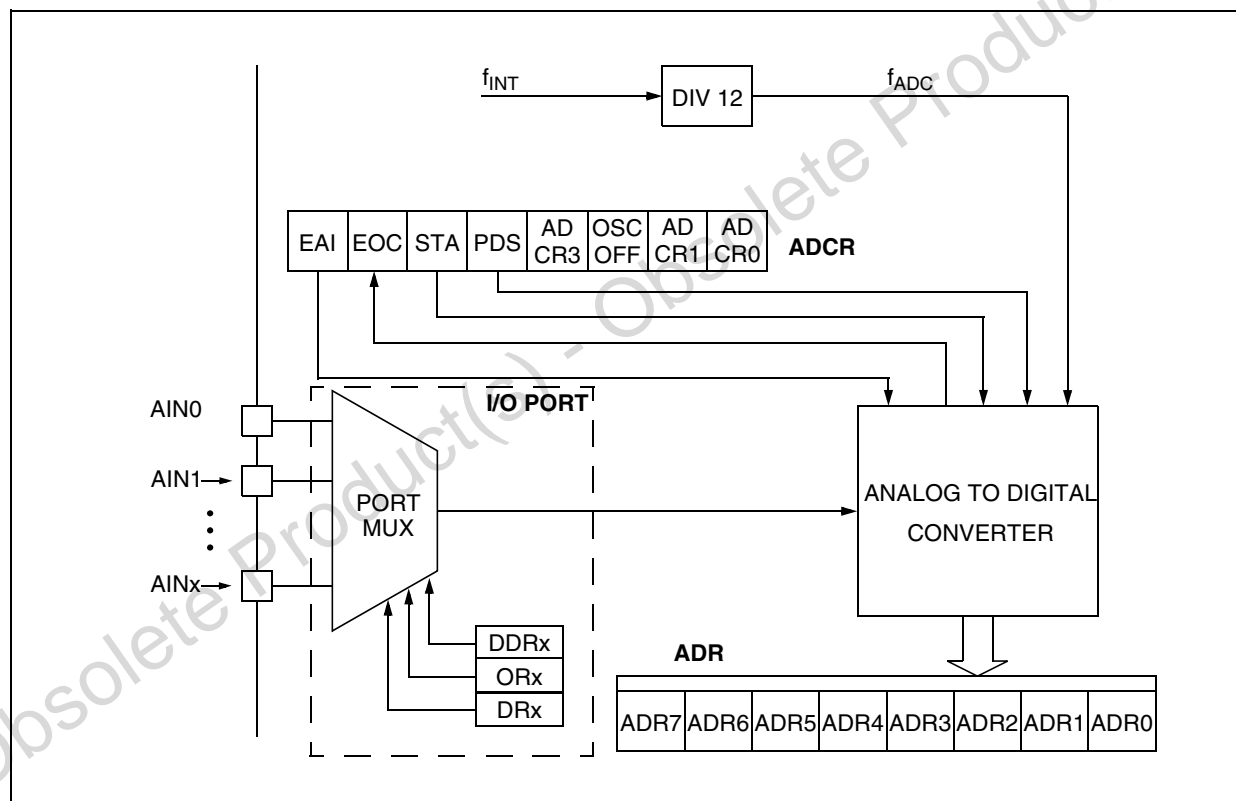 fINT
DIV 12
fADC
EAI EOC STA PDS AD CR3 OSC OFF AD CR1 AD CR0
ADCR
I/O PORT
AIN0
AIN1
AINx
PORT
MUX
ANALOG TO DIGITAL
CONVERTER
DDRx
ORx
DRx
ADR
ADR7 ADR6 ADR5 ADR4 ADR3 ADR2 ADR1 ADR0
Obsolete Product(s) - Obsolete Produc